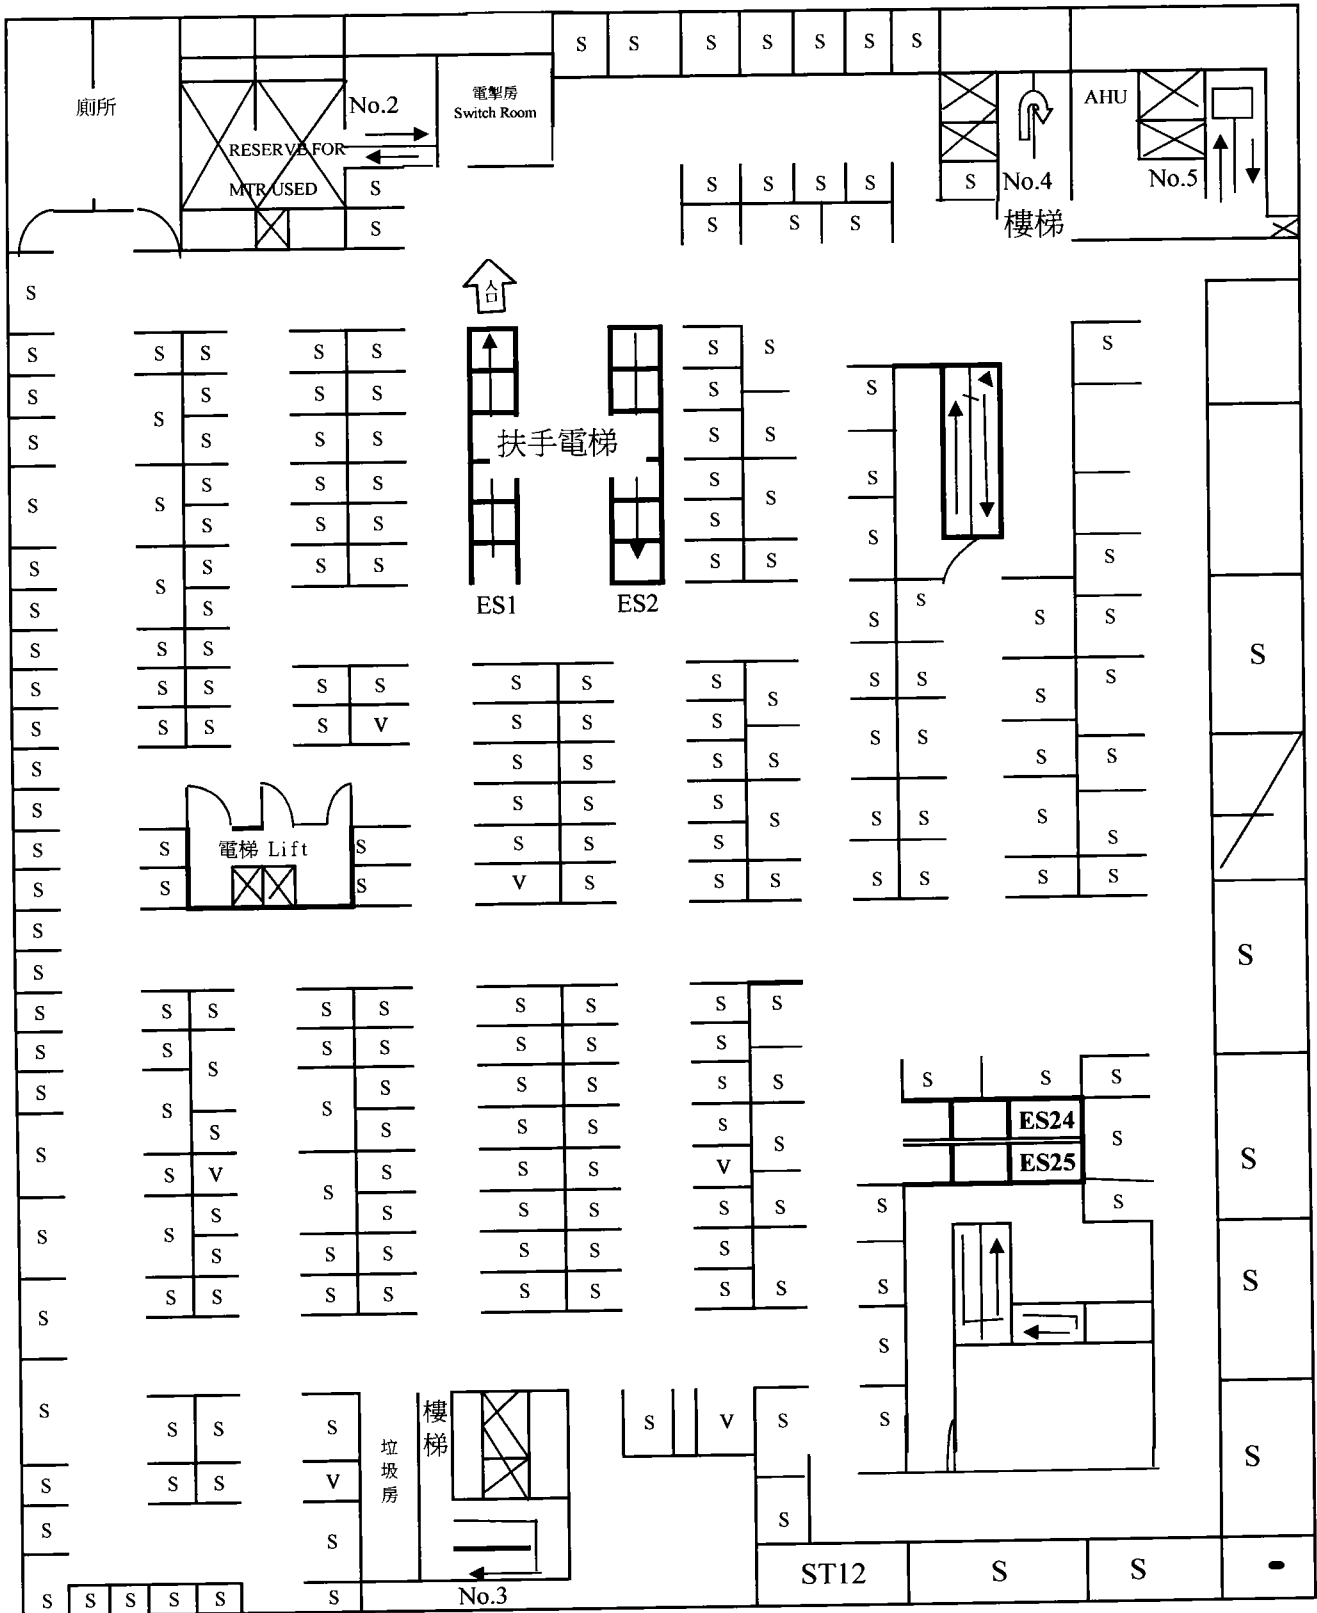 S S S S S S S
廁所
No.2
電掣房
Switch Room
AHU
RESERVE FOR
MTR USED
S
S
S S S S
S S S
S
No.4
No.5
樓梯
入口
S
S S S S S S S S
S S S S S
S S S S
S S S S S S
S S S S S
扶手電梯
S S S S S S S
S S S S
S S S S S S
S S S S S
S S S S
ES1
ES2
S S S S
S S S S
S S S S S S S S S S S
S S S S S S S S
S S S V S S S S S
S S S S S S S
S S S S S S S S
S S S S S
S S S S S S
電梯 Lift
S S V S S S S S S S
S
S
S
S S S S S S S S S
S S S S S S S
S S S S S S S
S S S S S
S S S
S S S S S S
ES24
S
ES25
S S V S S S V
S S S S S S S S
S S S S
S S S S S S
S
S S S S S S S S S
S S
S S S S S V S S
樓梯
垃圾房
S S S V
S
S S S
S S S S S S
No.3
ST12
S S